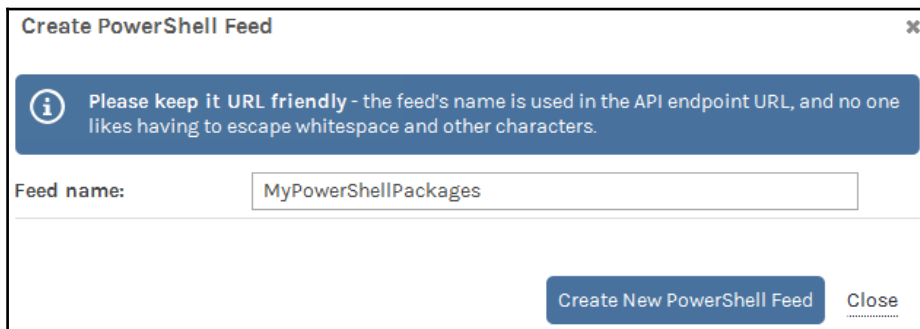 Create PowerShell Feed
Please keep it URL friendly - the feed's name is used in the API endpoint URL, and no one
likes having to escape whitespace and other characters.
Feed name: MyPowerShellPackages
Create New PowerShell Feed Close